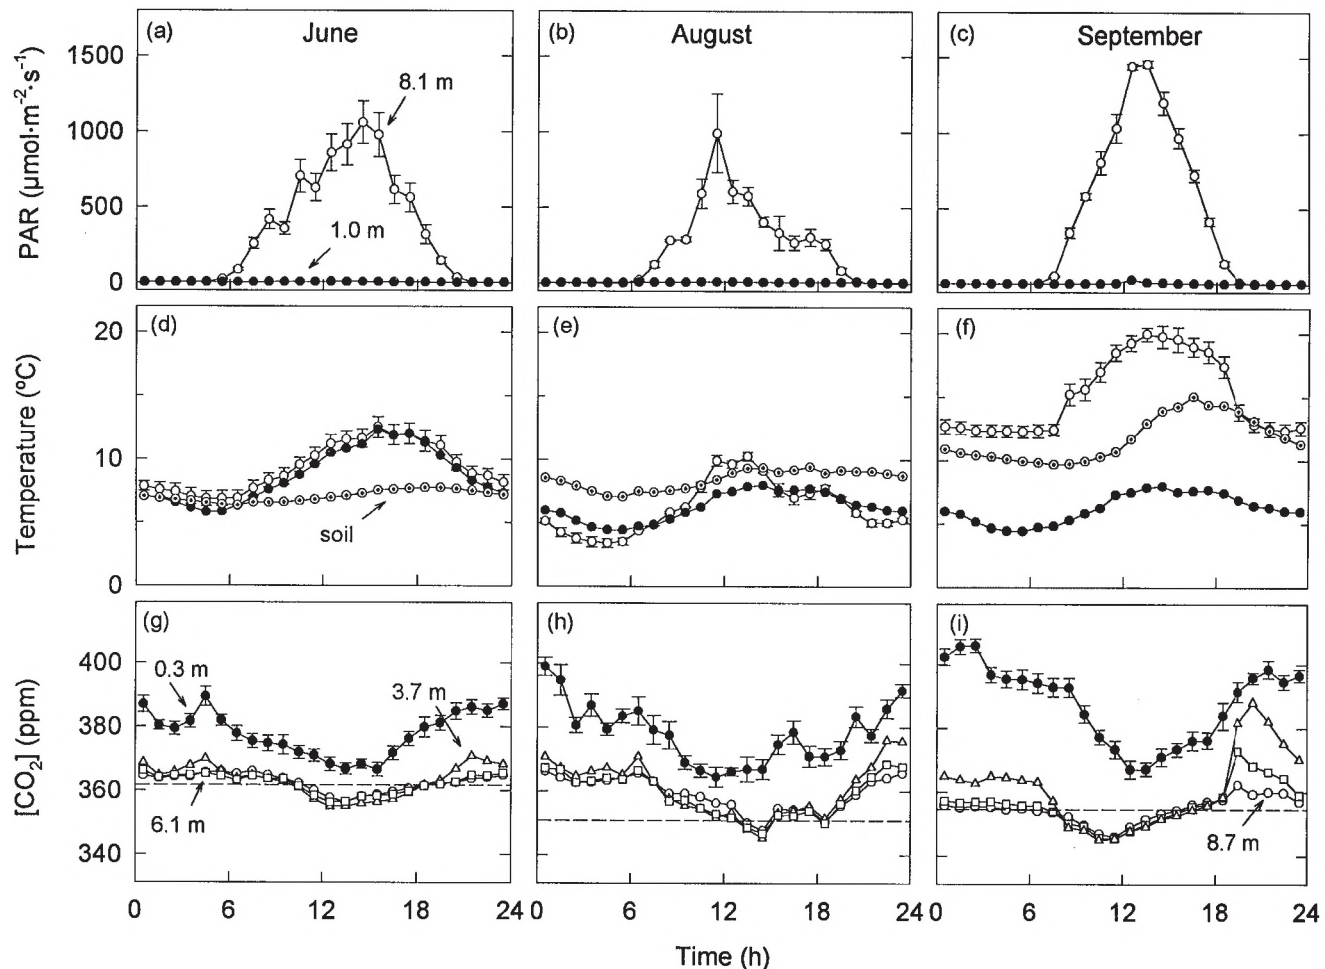 (a) June
(b) August
(c) September
PAR (µmol·m⁻²·s⁻¹)
1500
1000
500
0
8.1 m
1.0 m
(d)
(e)
(f)
Temperature (ºC)
20
10
0
soil
(g)
(h)
(i)
[CO₂] (ppm)
400
380
360
340
0.3 m
3.7 m
6.1 m
8.7 m
0 6 12 18 24 0 6 12 18 24 0 6 12 18 24
Time (h)